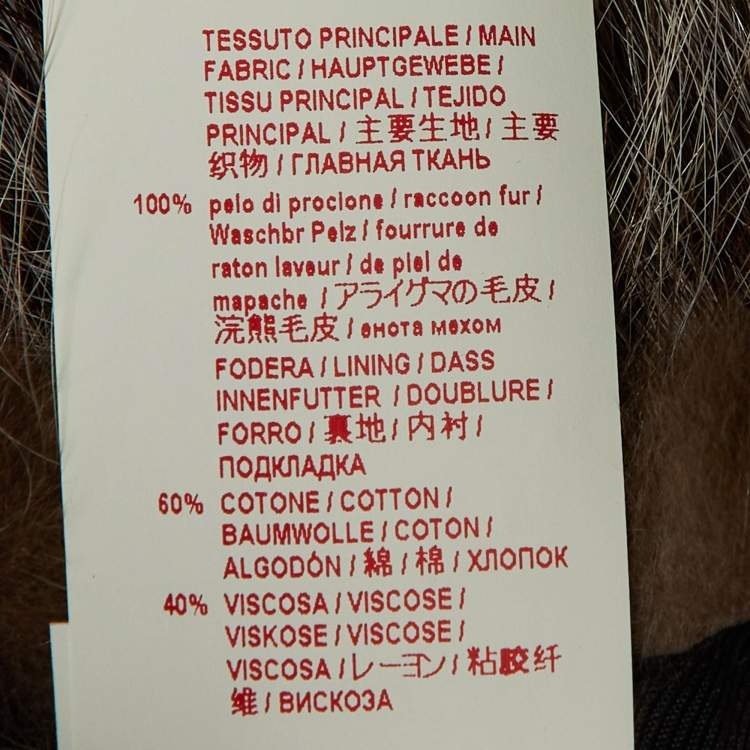 TESSUTO PRINCIPALE / MAIN
FABRIC / HAUPTGEWEBE /
TISSU PRINCIPAL / TEJIDO
PRINCIPAL / 主要生地 / 主要
织物 / ГЛАВНАЯ ТКАНЬ
100% pelo di procione / raccoon fur /
Waschbr Pelz / fourrure de
raton laveur / de piel de
mapache / アライグマの毛皮 /
浣熊毛皮 / енота мехом
FODERA / LINING / DASS
INNENFUTTER / DOUBLURE /
FORRO / 裏地 / 内衬 /
ПОДКЛАДКА
60% COTONE / COTTON /
BAUMWOLLE / COTON /
ALGODÓN / 綿 / 棉 / ХЛОПОК
40% VISCOSA / VISCOSE /
VISKOSE / VISCOSE /
VISCOSA / レーヨン / 粘胶纤
维 / ВИСКОЗА